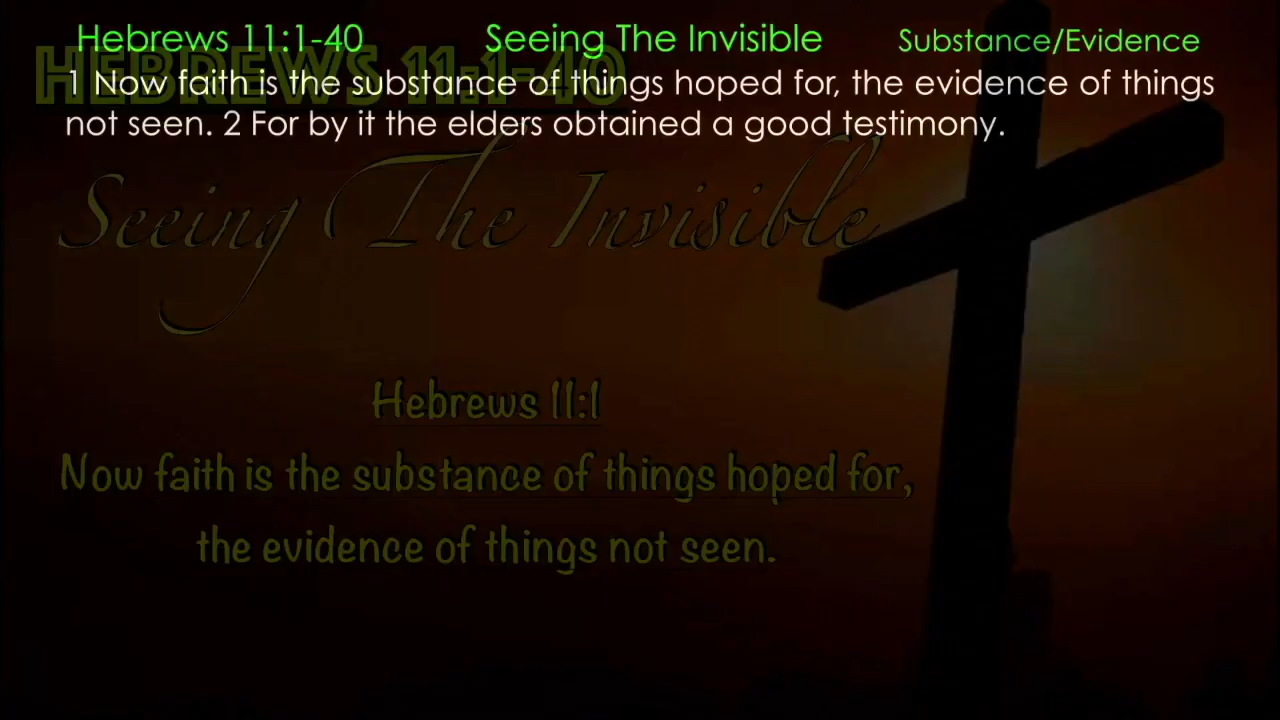 Hebrews 11:1-40 Seeing The Invisible Substance/Evidence
HEBREWS 11:1-40
1 Now faith is the substance of things hoped for, the evidence of things
not seen. 2 For by it the elders obtained a good testimony.
Seeing The Invisible
Hebrews 11:1
Now faith is the substance of things hoped for,
the evidence of things not seen.